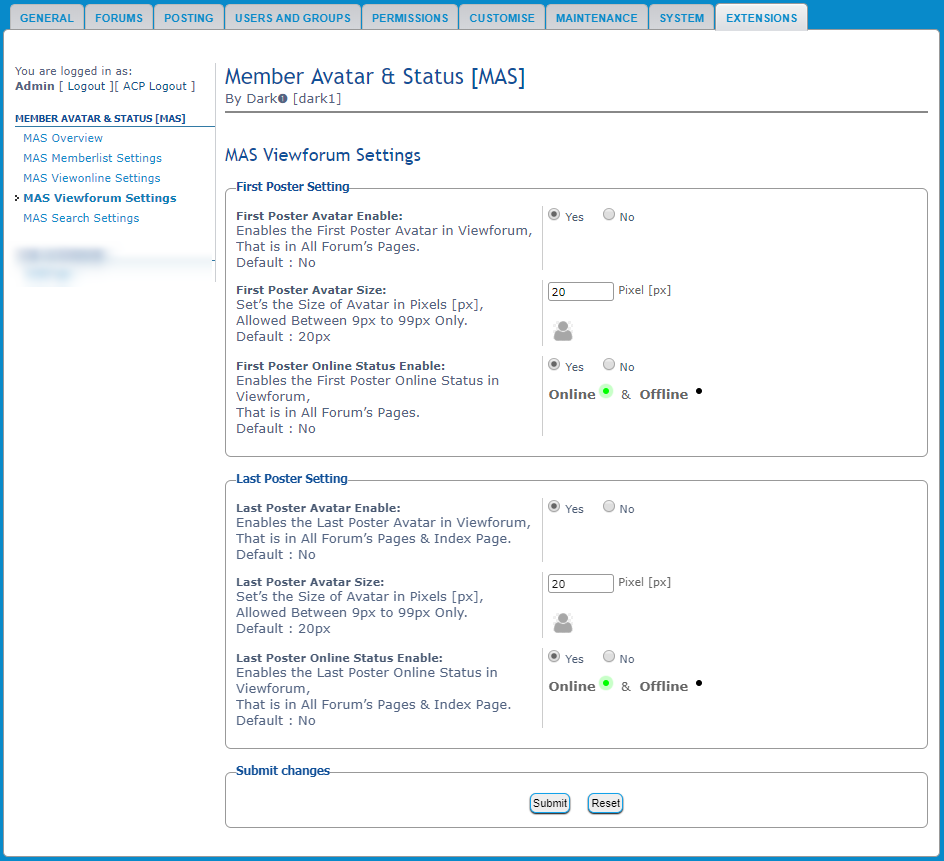 GENERAL FORUMS POSTING USERS AND GROUPS PERMISSIONS CUSTOMISE MAINTENANCE SYSTEM EXTENSIONS
You are logged in as:
Admin [ Logout ][ ACP Logout ]
MEMBER AVATAR & STATUS [MAS]
MAS Overview
MAS Memberlist Settings
MAS Viewonline Settings
MAS Viewforum Settings
MAS Search Settings
Member Avatar & Status [MAS]
By Dark❶ [dark1]
MAS Viewforum Settings
First Poster Setting
First Poster Avatar Enable:
Enables the First Poster Avatar in Viewforum,
That is in All Forum’s Pages.
Default : No
Yes No
First Poster Avatar Size:
Set’s the Size of Avatar in Pixels [px],
Allowed Between 9px to 99px Only.
Default : 20px
20 Pixel [px]
First Poster Online Status Enable:
Enables the First Poster Online Status in
Viewforum,
That is in All Forum’s Pages.
Default : No
Yes No
Online & Offline
Last Poster Setting
Last Poster Avatar Enable:
Enables the Last Poster Avatar in Viewforum,
That is in All Forum’s Pages & Index Page.
Default : No
Yes No
Last Poster Avatar Size:
Set’s the Size of Avatar in Pixels [px],
Allowed Between 9px to 99px Only.
Default : 20px
20 Pixel [px]
Last Poster Online Status Enable:
Enables the Last Poster Online Status in
Viewforum,
That is in All Forum’s Pages & Index Page.
Default : No
Yes No
Online & Offline
Submit changes
Submit Reset